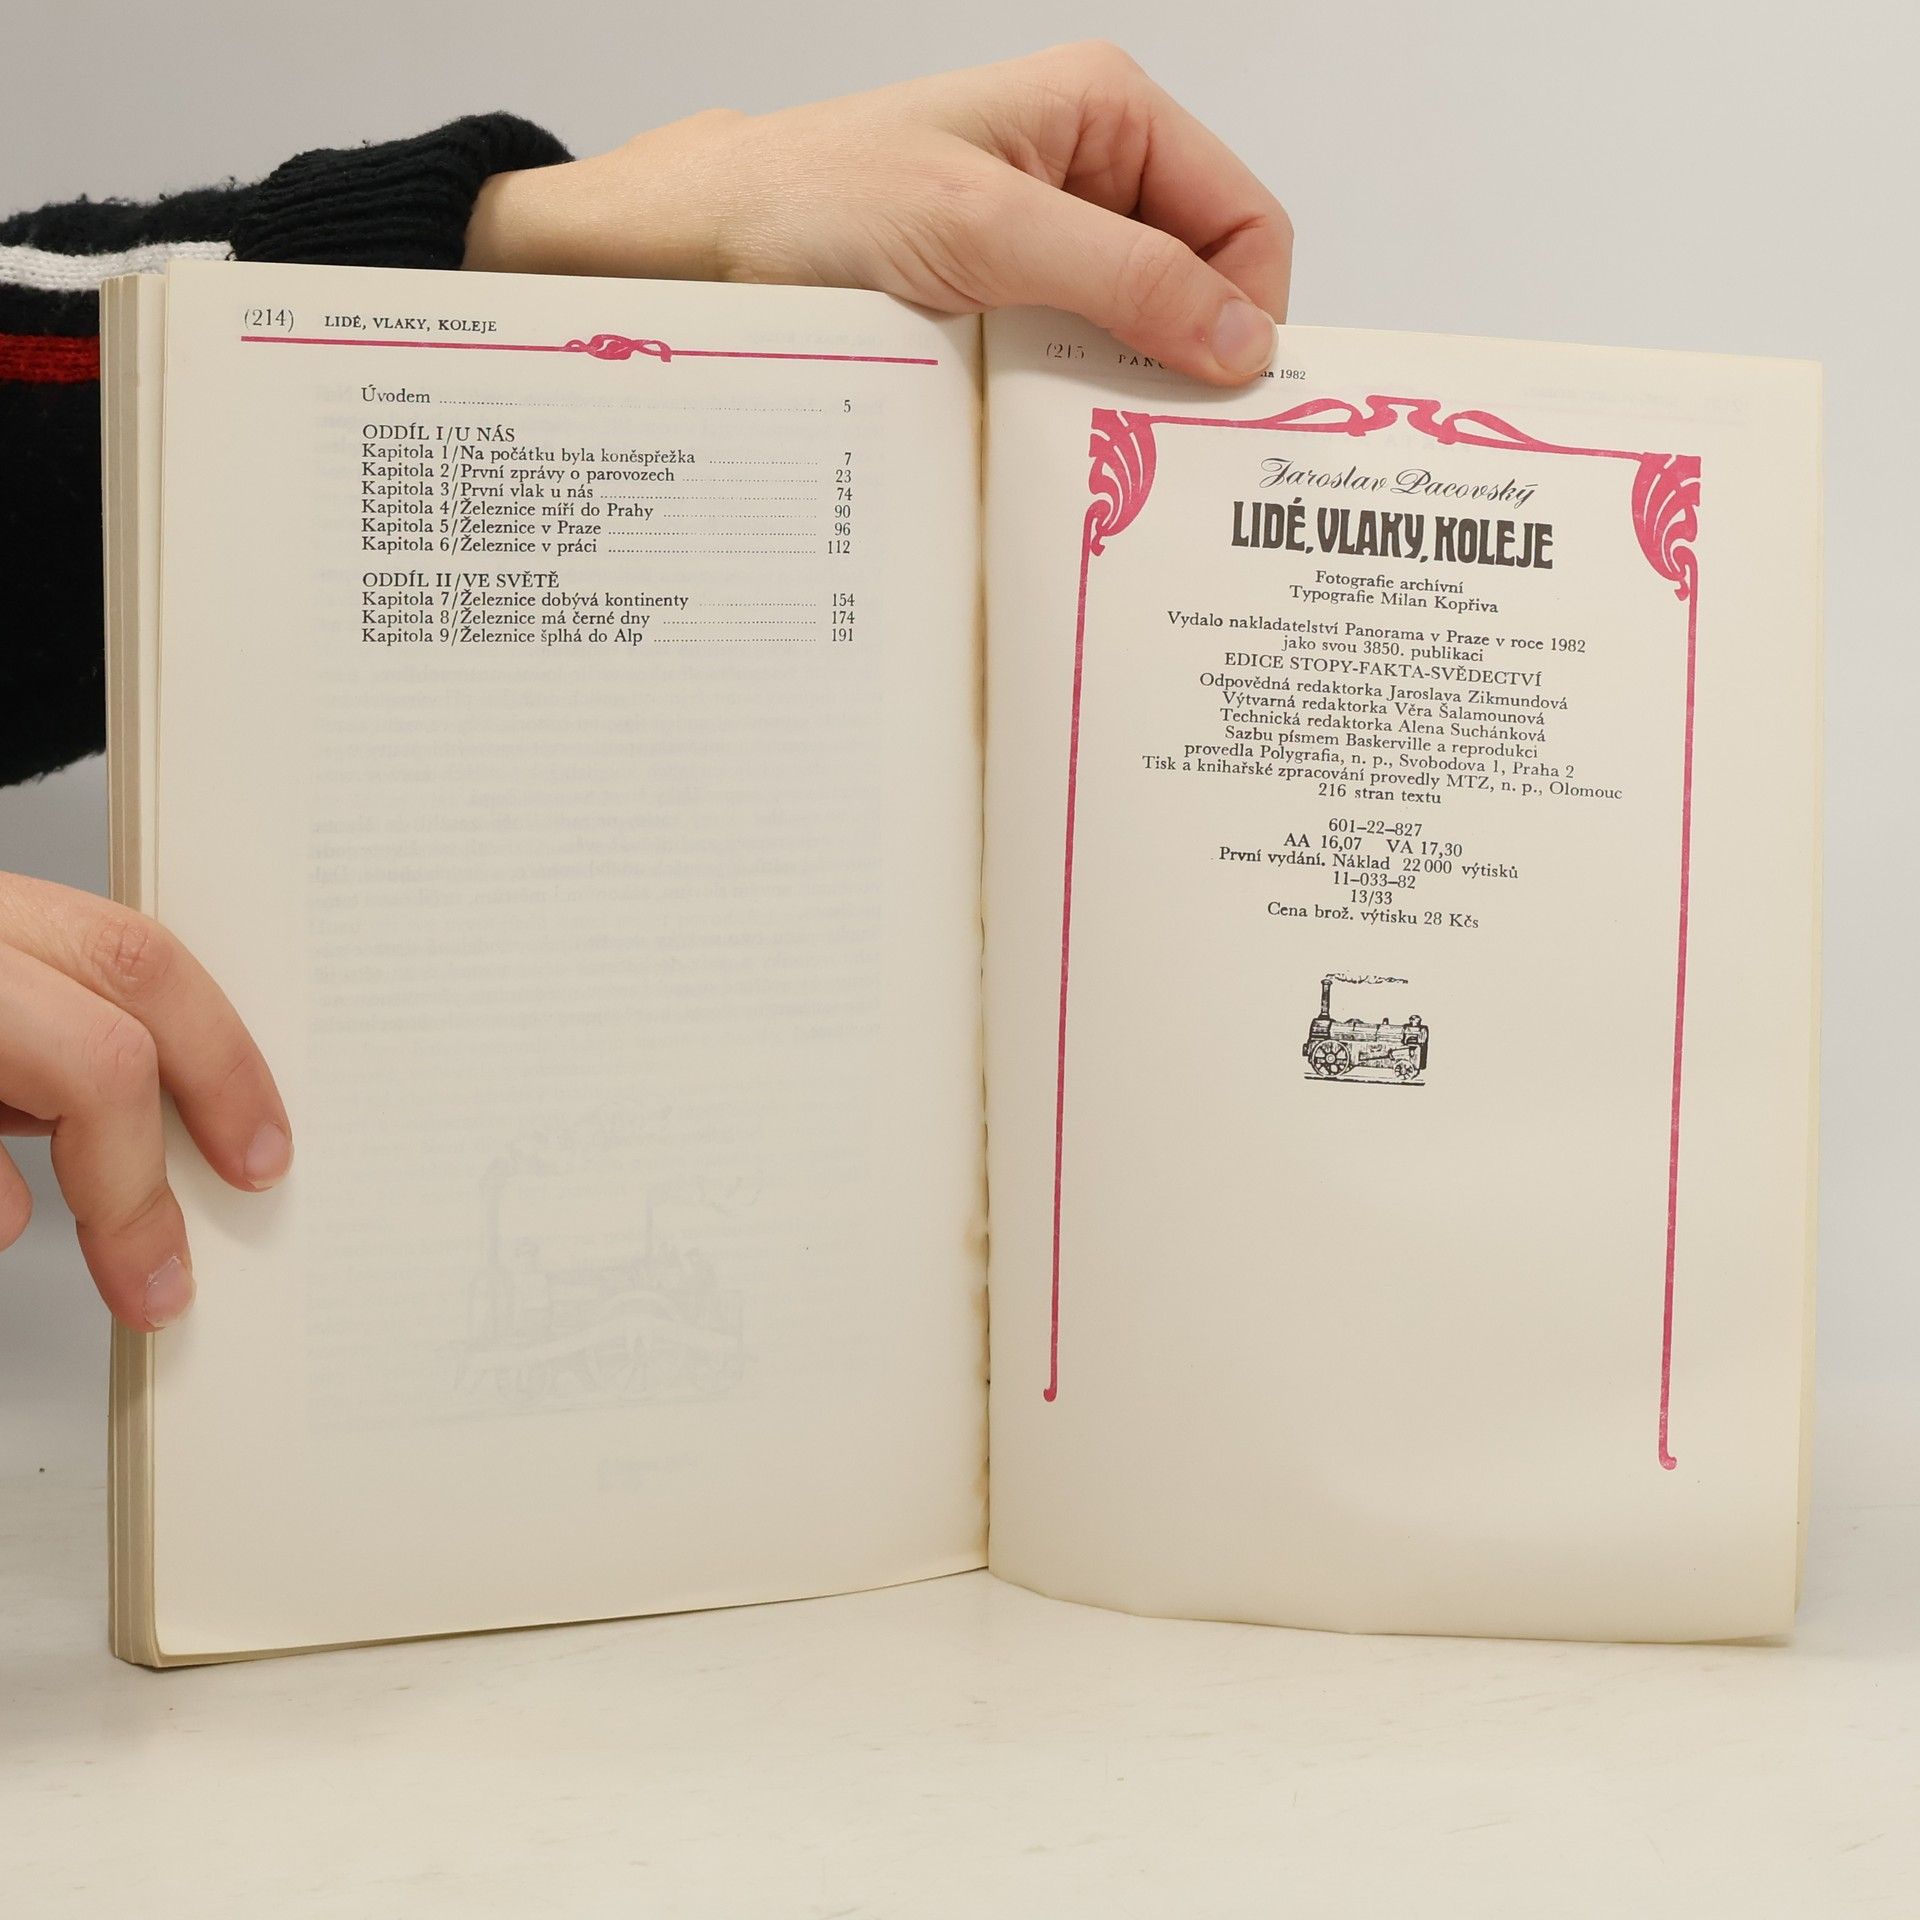 (214) LIDÉ, VLAKY, KOLEJE
Úvodem 5
ODDÍL I/U NÁS
Kapitola 1/Na počátku byla koněspřežka 7
Kapitola 2/První zprávy o parovozech 23
Kapitola 3/První vlak u nás 74
Kapitola 4/Železnice míří do Prahy 90
Kapitola 5/Železnice v Praze 96
Kapitola 6/Železnice v práci 112
ODDÍL II/VE SVĚTĚ
Kapitola 7/Železnice dobývá kontinenty 154
Kapitola 8/Železnice má černé dny 174
Kapitola 9/Železnice šplhá do Alp 191
(215 1982
Jaroslav Pacovský
LIDÉ, VLAKY, KOLEJE
Fotografie archívní
Typografie Milan Kopřiva
Vydalo nakladatelství Panorama v Praze v roce 1982
jako svou 3850. publikaci
EDICE STOPY-FAKTA-SVĚDECTVÍ
Odpovědná redaktorka Jaroslava Zikmundová
Výtvarná redaktorka Věra Šalamounová
Technická redaktorka Alena Suchánková
Sazbu písmem Baskerville a reprodukci
provedla Polygrafia, n. p., Svobodova 1, Praha 2
Tisk a knihařské zpracování provedly MTZ, n. p., Olomouc
216 stran textu
601–22–827
AA 16,07 VA 17,30
První vydání. Náklad 22 000 výtisků
11–033–82
13/33
Cena brož. výtisku 28 Kčs